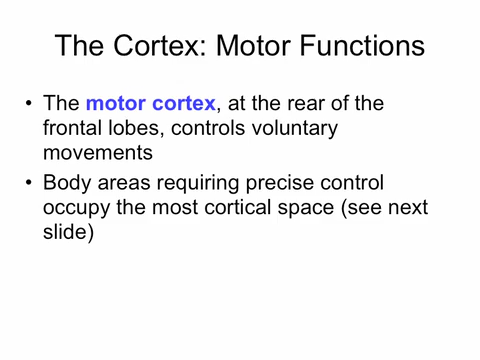 The Cortex: Motor Functions
• The motor cortex, at the rear of the
frontal lobes, controls voluntary
movements
• Body areas requiring precise control
occupy the most cortical space (see next
slide)